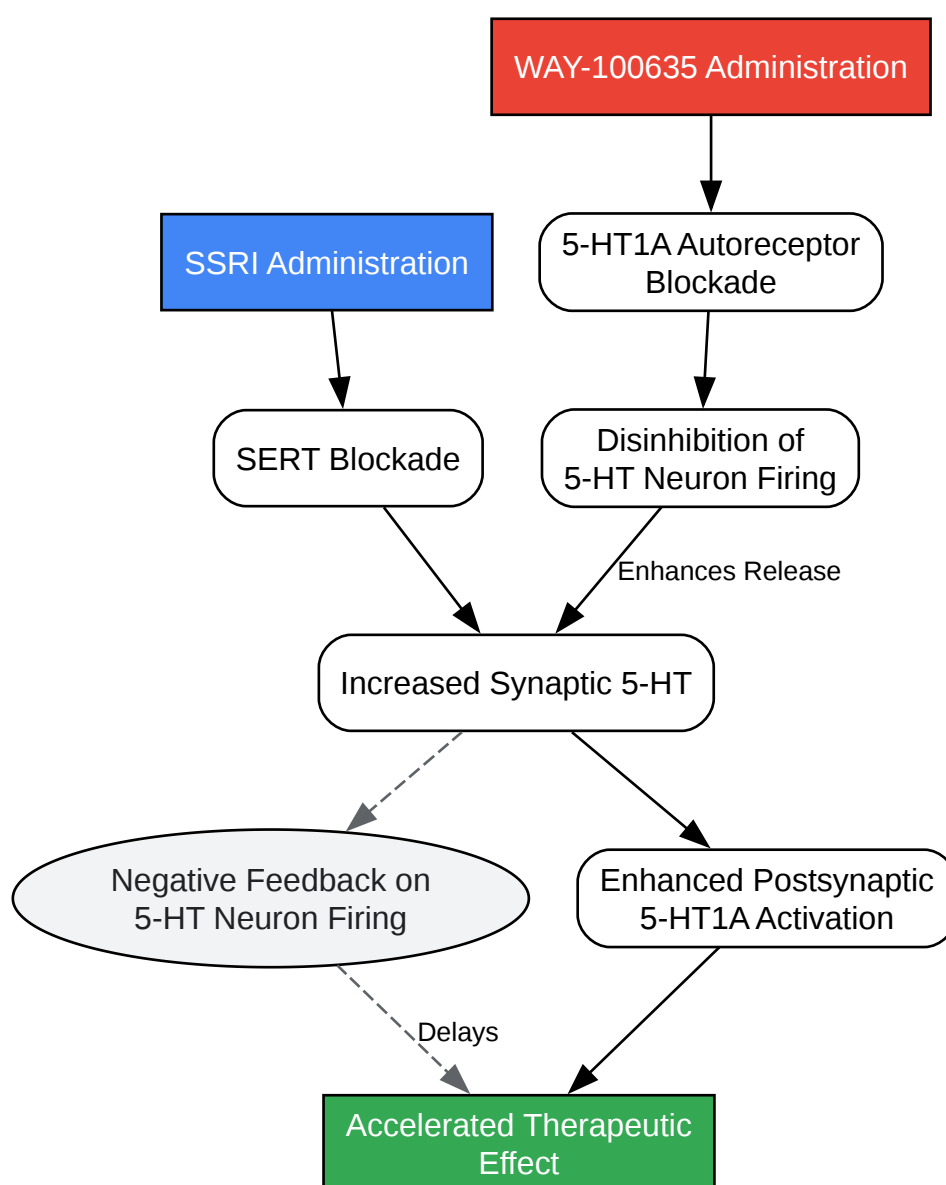 WAY-100635 Administration
SSRI Administration
5-HT1A Autoreceptor
Blockade
SERT Blockade
Disinhibition of
5-HT Neuron Firing
Enhances Release
Increased Synaptic 5-HT
Negative Feedback on
5-HT Neuron Firing
Enhanced Postsynaptic
5-HT1A Activation
Delays
Accelerated Therapeutic
Effect